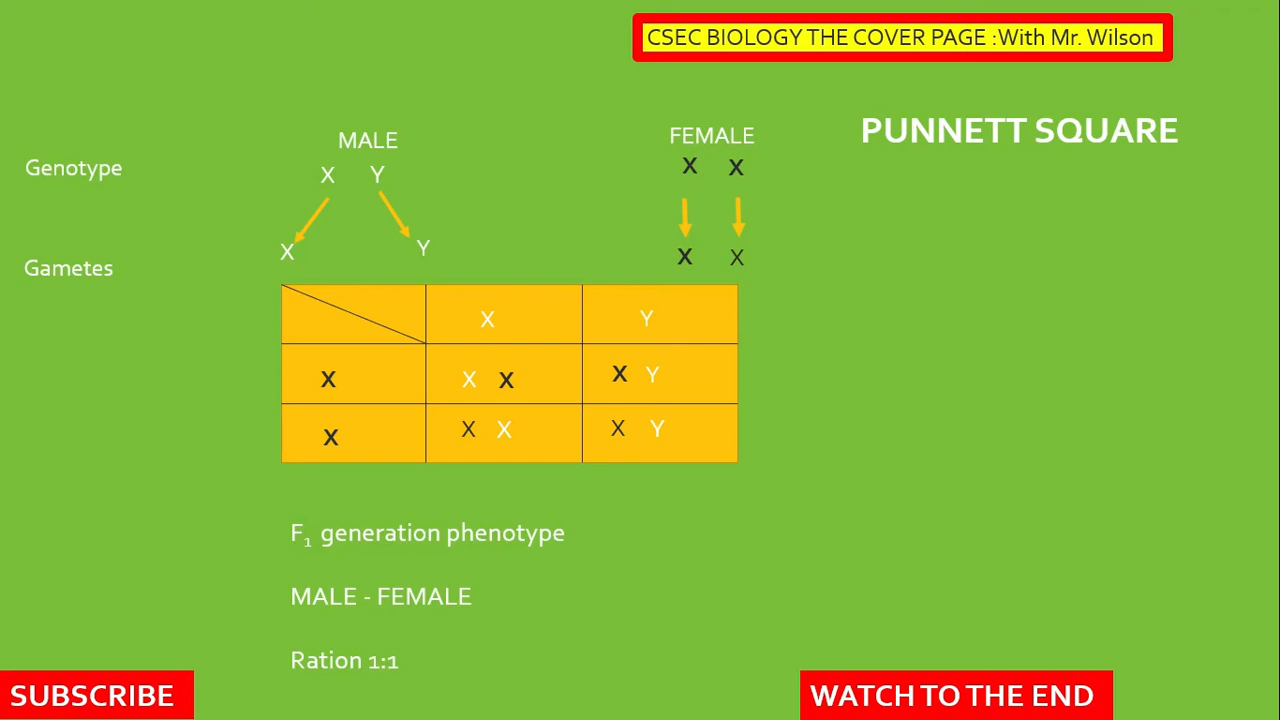 CSEC BIOLOGY THE COVER PAGE :With Mr. Wilson
PUNNETT SQUARE
MALE FEMALE
Genotype X Y X X
Gametes X Y X X
X Y
X X X X Y
X X X X Y
F₁ generation phenotype
MALE - FEMALE
Ration 1:1
SUBSCRIBE WATCH TO THE END